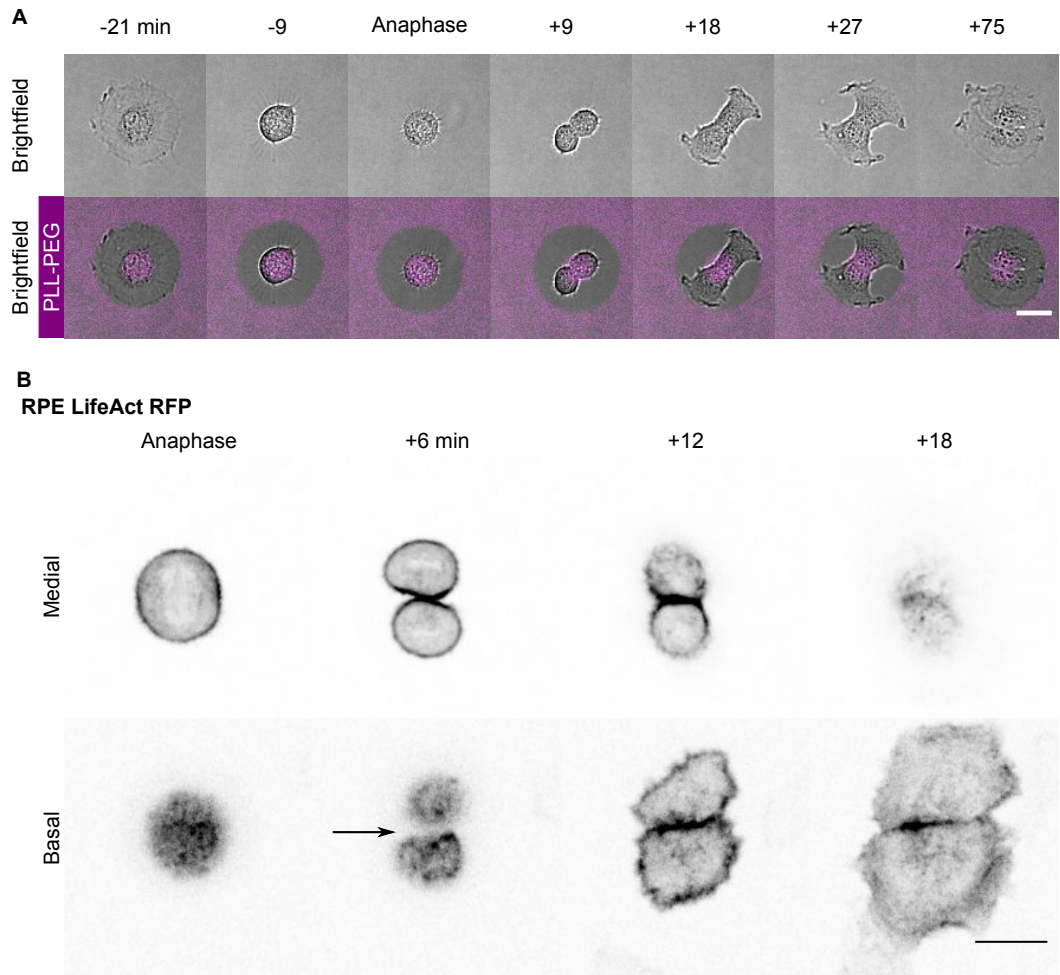 A
-21 min -9 Anaphase +9 +18 +27 +75
Brightfield
Brightfield
PLL-PEG
B
RPE LifeAct RFP
Anaphase +6 min +12 +18
Medial
Basal